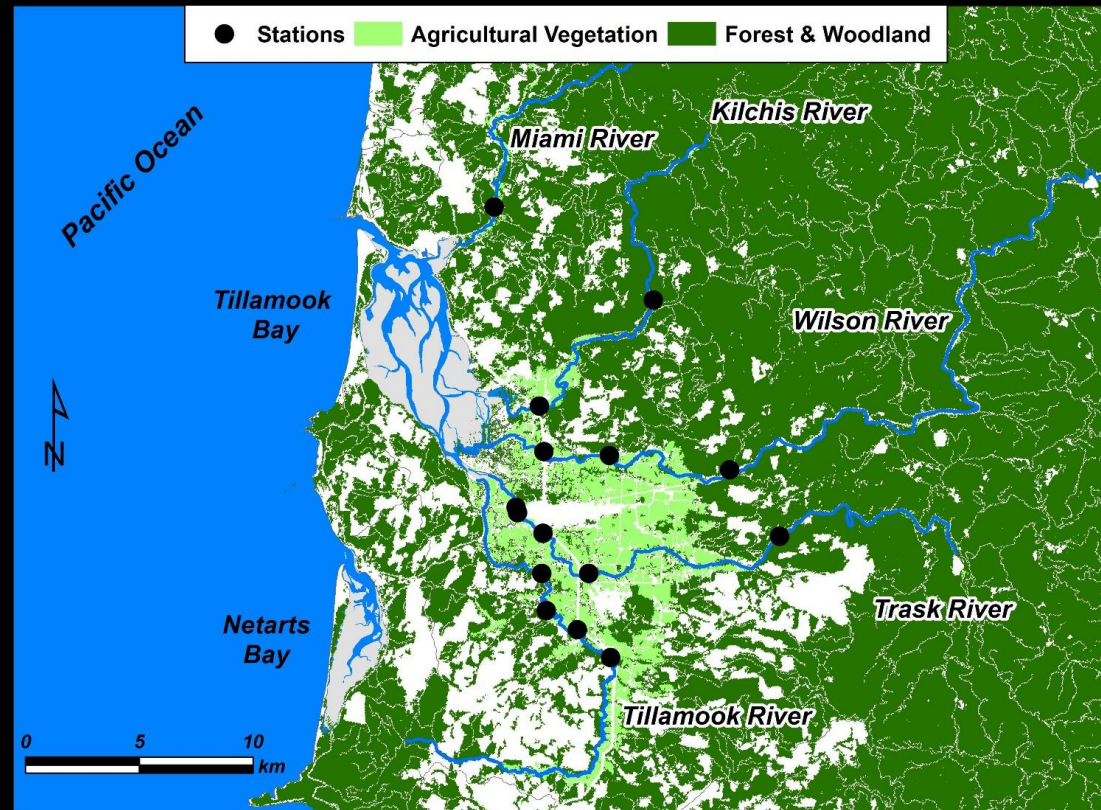 Stations Agricultural Vegetation Forest & Woodland
Kilchis River
Miami River
Pacific Ocean
Tillamook
Bay
Wilson River
N
Trask River
Netarts
Bay
Tillamook River
0 5 10
km